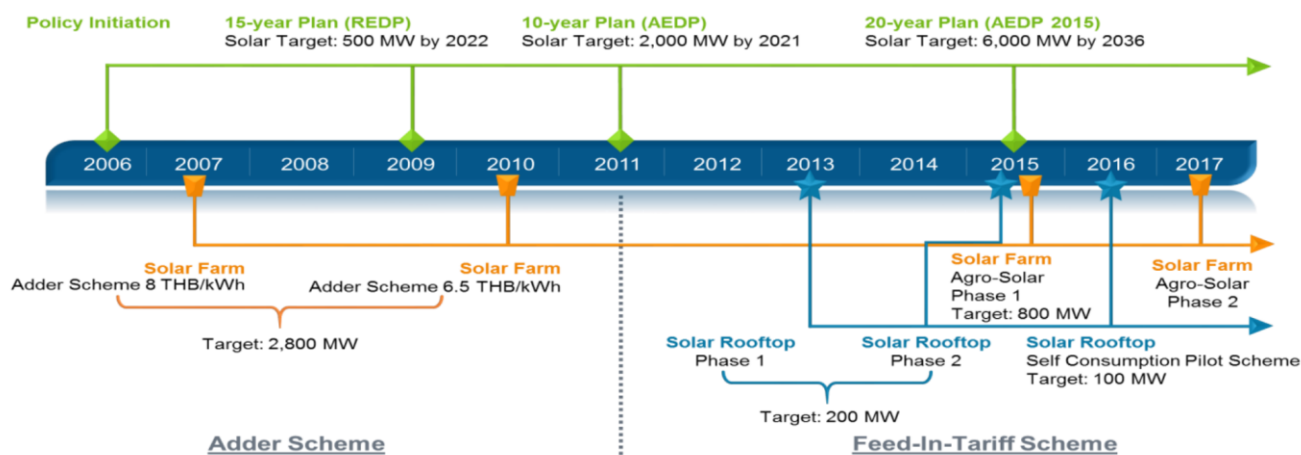 Policy Initiation
15-year Plan (REDP)
Solar Target: 500 MW by 2022
10-year Plan (AEDP)
Solar Target: 2,000 MW by 2021
20-year Plan (AEDP 2015)
Solar Target: 6,000 MW by 2036
2006 2007 2008 2009 2010 2011 2012 2013 2014 2015 2016 2017
Solar Farm
Adder Scheme 8 THB/kWh
Solar Farm
Adder Scheme 6.5 THB/kWh
Target: 2,800 MW
Solar Farm
Agro-Solar
Phase 1
Target: 800 MW
Solar Farm
Agro-Solar
Phase 2
Solar Rooftop
Phase 1
Solar Rooftop
Phase 2
Target: 200 MW
Solar Rooftop
Self Consumption Pilot Scheme
Target: 100 MW
Adder Scheme
Feed-In-Tariff Scheme